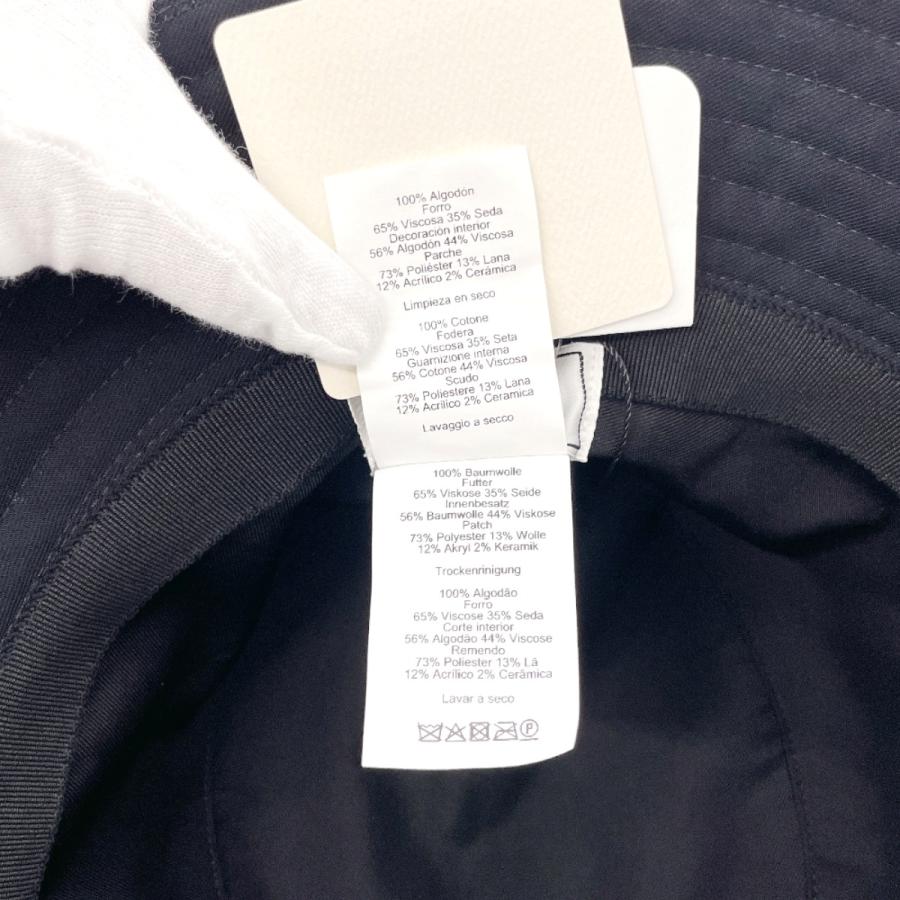 100% Algodón
Forro
65% Viscosa 35% Seda
Decoración interior
56% Algodón 44% Viscosa
Parche
73% Poliéster 13% Lana
12% Acrílico 2% Cerámica
Limpieza en seco
100% Cotone
Fodera
65% Viscosa 35% Seta
Guarnizione interna
56% Cotone 44% Viscosa
Scudo
73% Poliestere 13% Lana
12% Acrilico 2% Ceramica
Lavaggio a secco
100% Baumwolle
Futter
65% Viskose 35% Seide
Innenbesatz
56% Baumwolle 44% Viskose
Patch
73% Polyester 13% Wolle
12% Akryl 2% Keramik
Trockenrinigung
100% Algodão
Forro
65% Viscose 35% Seda
Corte interior
56% Algodão 44% Viscose
Remendo
73% Poliester 13% Lã
12% Acrílico 2% Cerâmica
Lavar a seco
P